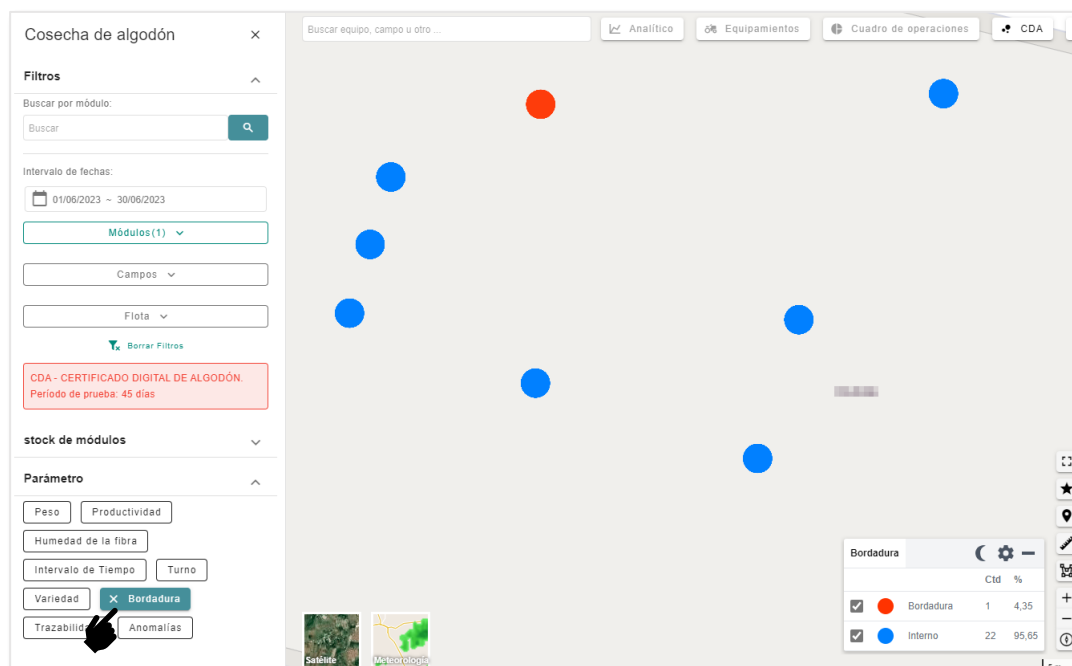 Cosecha de algodón
Filtros
Buscar por módulo:
Buscar
Intervalo de fechas:
01/06/2023 ~ 30/06/2023
Módulos(1)
Campos
Flota
Borrar Filtros
CDA - CERTIFICADO DIGITAL DE ALGODÓN.
Período de prueba: 45 días
stock de módulos
Parámetro
Peso Productividad
Humedad de la fibra
Intervalo de Tiempo Turno
Variedad Bordadura
Anomalías
Buscar equipo, campo u otro ...
Analítico
Equipamientos
Cuadro de operaciones
CDA
Satélite
Meteorología
Bordadura
Ctd %
Bordadura 1 4,35
Interno 22 95,65